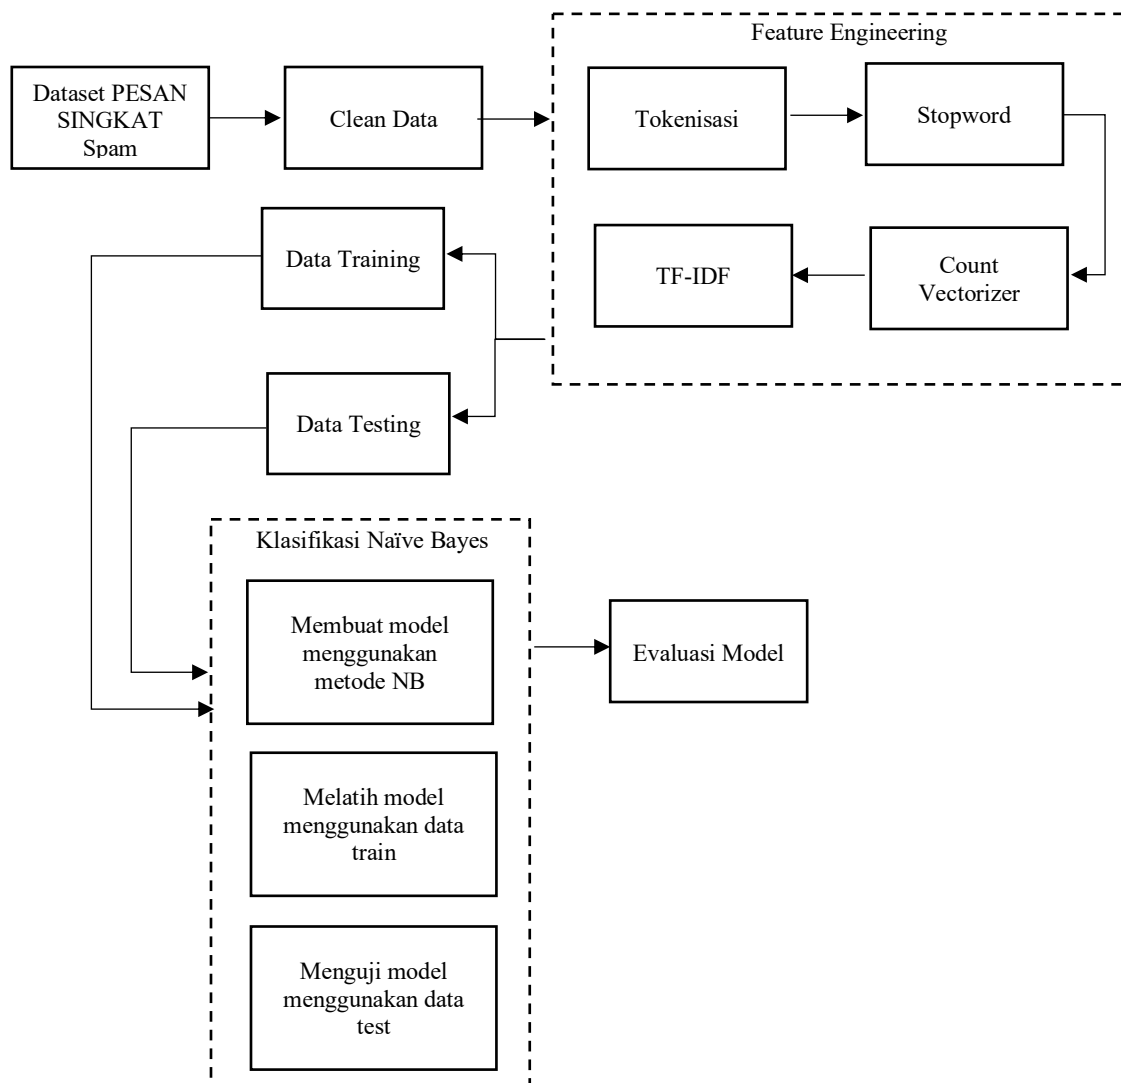 Feature Engineering
Dataset PESAN
SINGKAT
Spam
Clean Data
Tokenisasi
Stopword
Data Training
TF-IDF
Count
Vectorizer
Data Testing
Klasifikasi Naïve Bayes
Membuat model
menggunakan
metode NB
Evaluasi Model
Melatih model
menggunakan data
train
Menguji model
menggunakan data
test